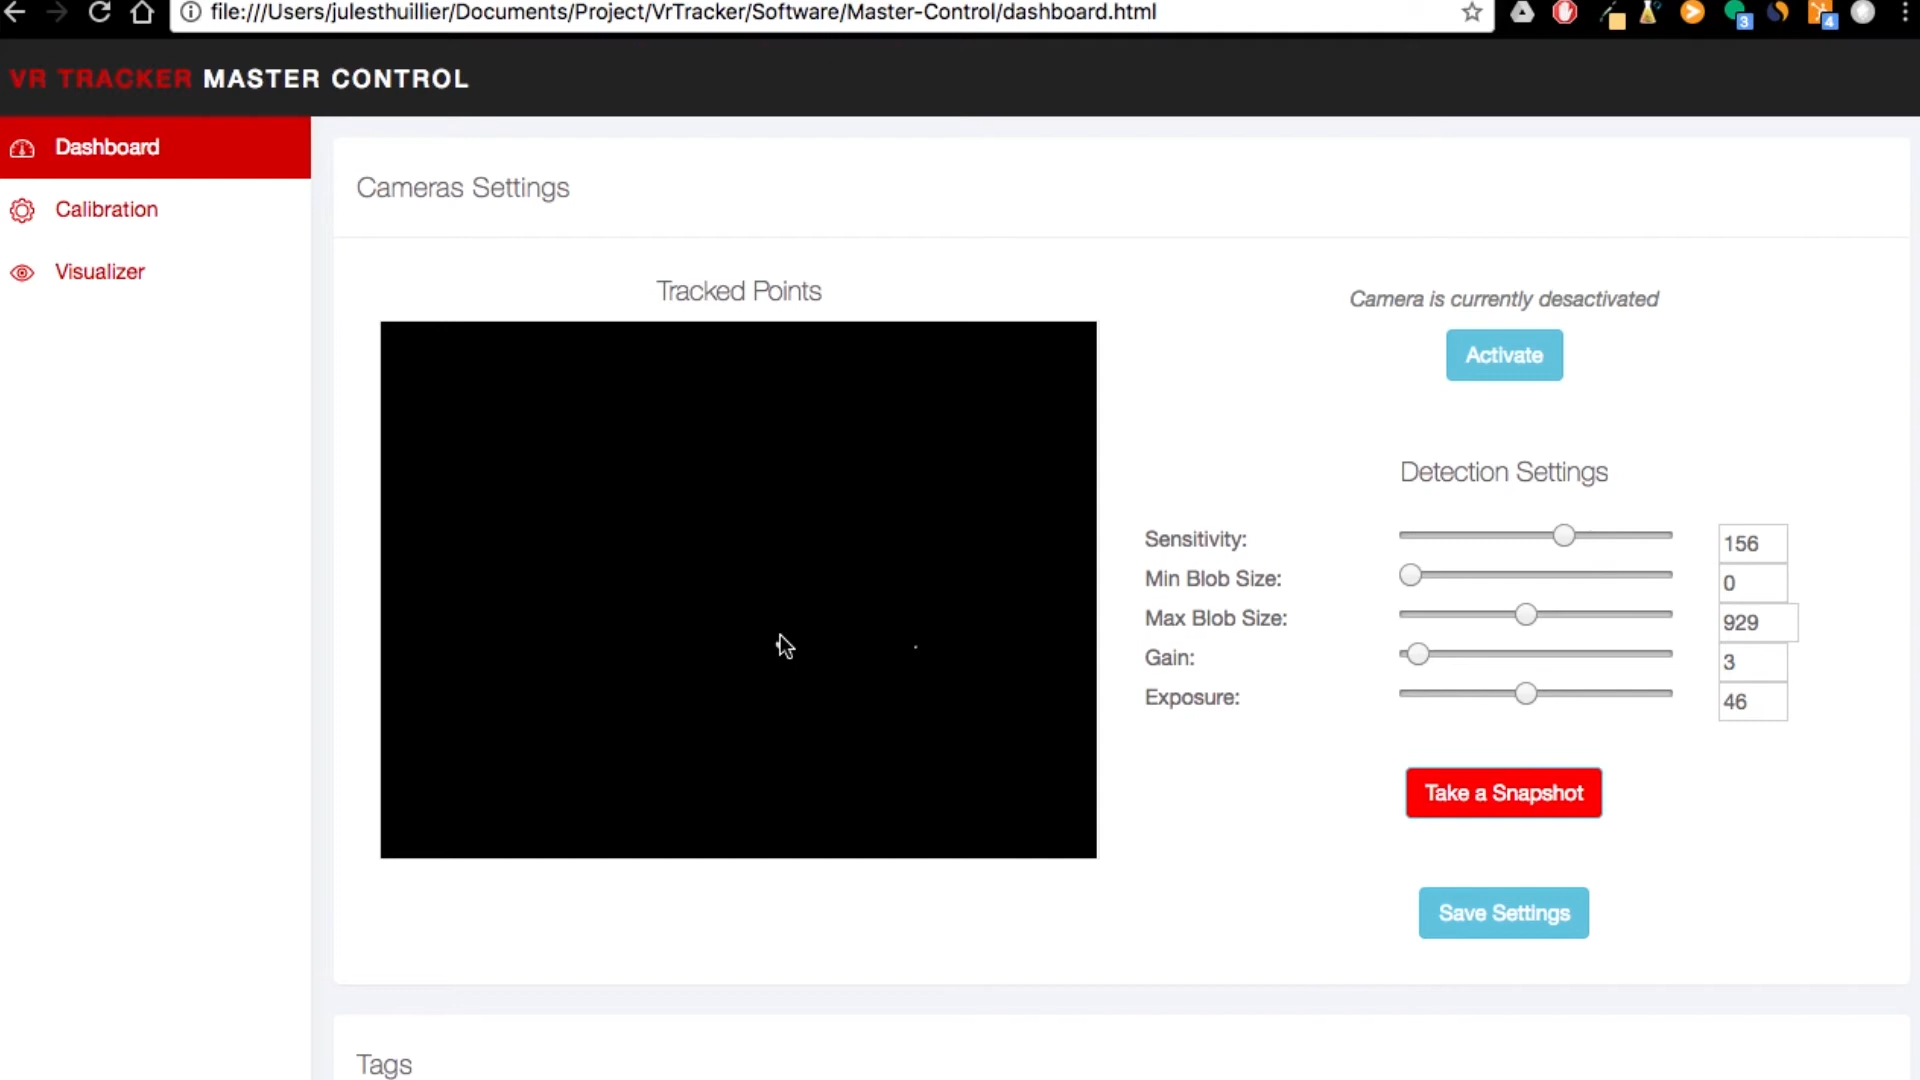 file:///Users/julesthuillier/Documents/Project/VrTracker/Software/Master-Control/dashboard.html
3
4
VR TRACKER MASTER CONTROL
Dashboard
Calibration
Visualizer
Cameras Settings
Tracked Points
Camera is currently desactivated
Activate
Detection Settings
Sensitivity: 156
Min Blob Size: 0
Max Blob Size: 929
Gain: 3
Exposure: 46
Take a Snapshot
Save Settings
Tags